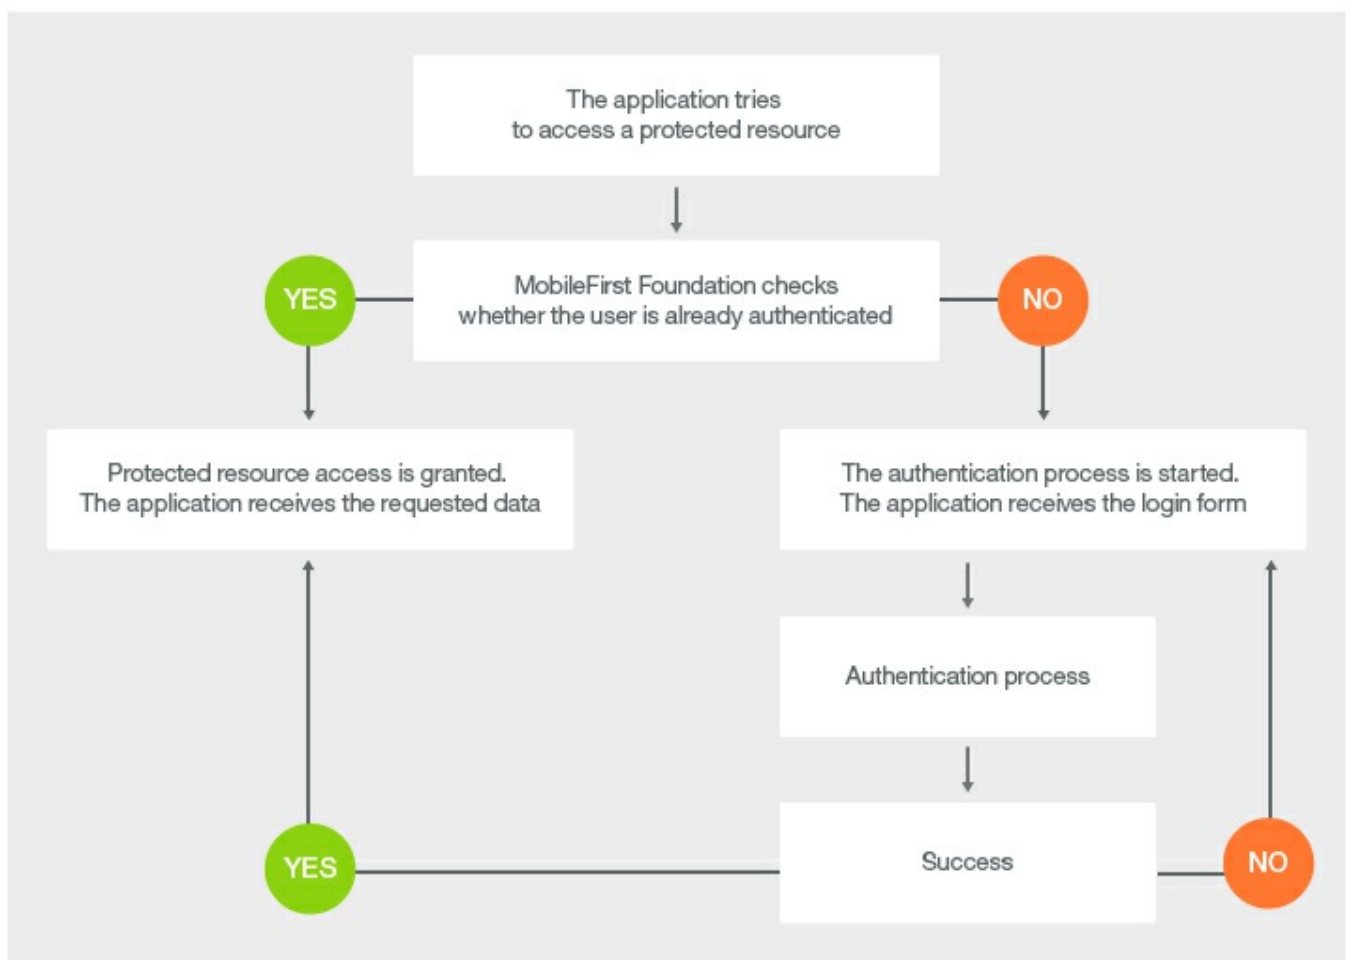 The application tries
to access a protected resource
YES
MobileFirst Foundation checks
whether the user is already authenticated
NO
Protected resource access is granted.
The application receives the requested data
The authentication process is started.
The application receives the login form
Authentication process
YES
Success
NO